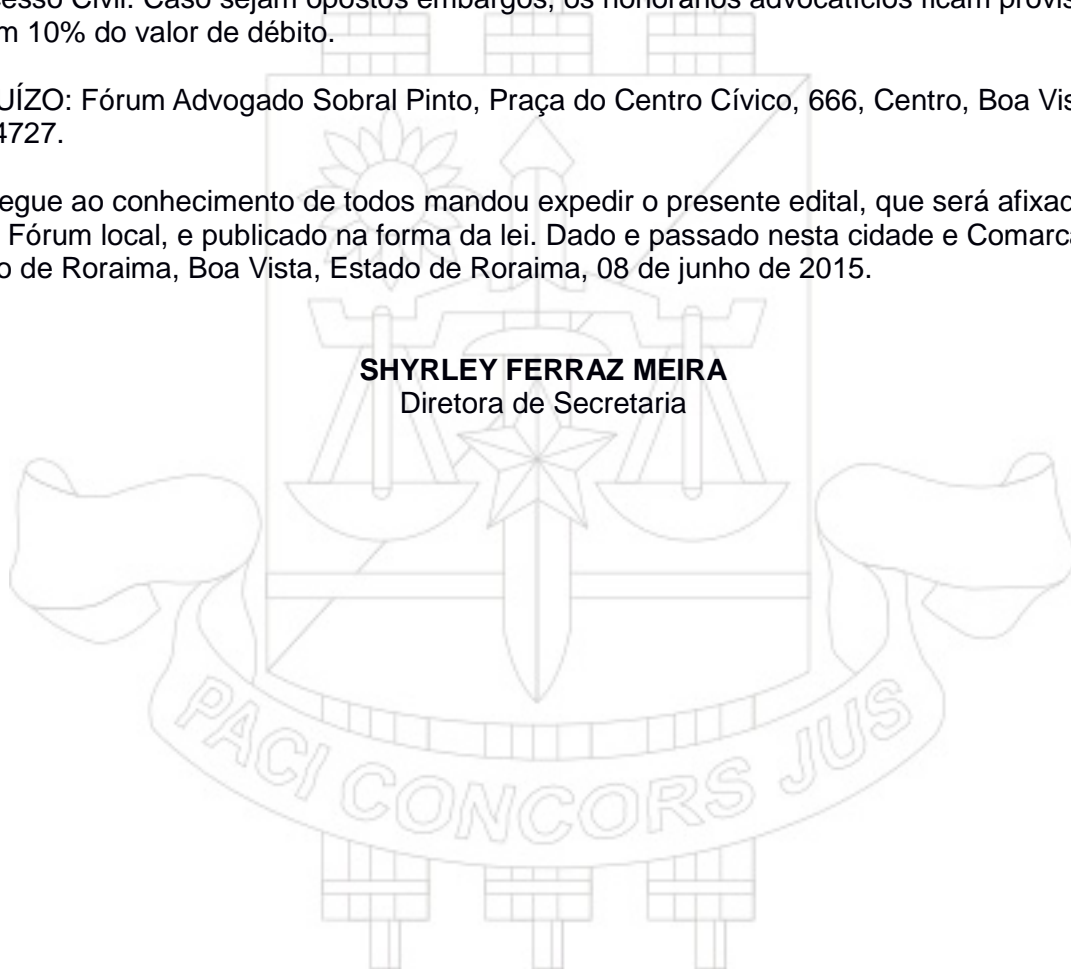 cesso Civil. Caso sejam opostos embargos, os honorários advocatícios ficam provis
m 10% do valor de débito.
UÍZO: Fórum Advogado Sobral Pinto, Praça do Centro Cívico, 666, Centro, Boa Vis
4727.
egue ao conhecimento de todos mandou expedir o presente edital, que será afixad
Fórum local, e publicado na forma da lei. Dado e passado nesta cidade e Comarca
o de Roraima, Boa Vista, Estado de Roraima, 08 de junho de 2015.
SHYRLEY FERRAZ MEIRA
Diretora de Secretaria
PACI CONCORS JUS